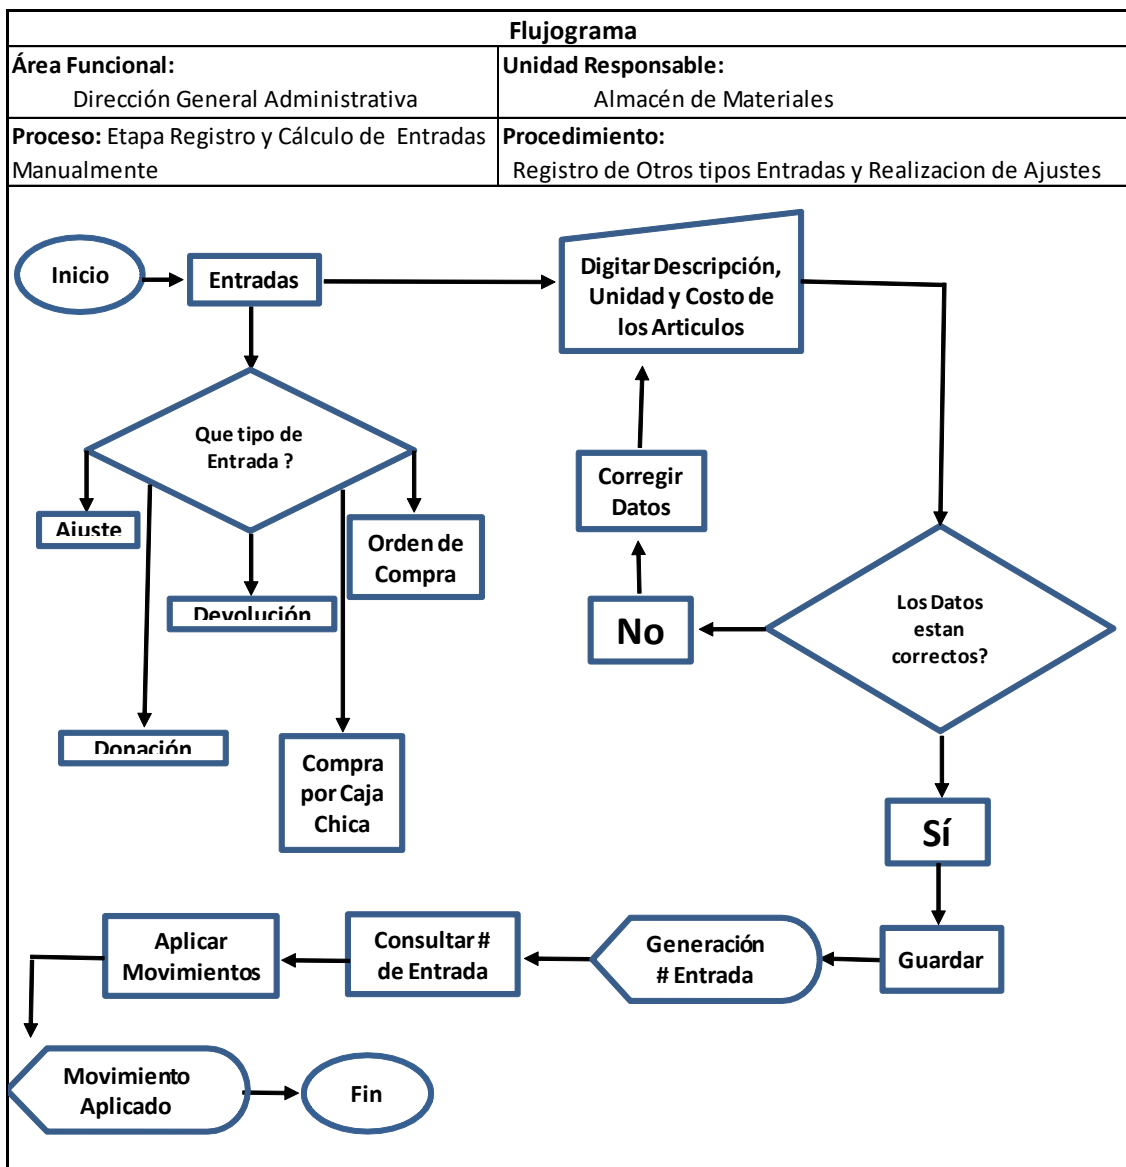 Flujograma
Área Funcional:
Dirección General Administrativa
Unidad Responsable:
Almacén de Materiales
Proceso: Etapa Registro y Cálculo de Entradas
Manualmente
Procedimiento:
Registro de Otros tipos Entradas y Realizacion de Ajustes
Inicio
Entradas
Digitar Descripción,
Unidad y Costo de
los Articulos
Que tipo de
Entrada ?
Corregir
Datos
Ajuste
Orden de
Compra
Devolución
No
Los Datos
estan
correctos?
Donación
Compra
por Caja
Chica
Sí
Aplicar
Movimientos
Consultar #
de Entrada
Generación
# Entrada
Guardar
Movimiento
Aplicado
Fin